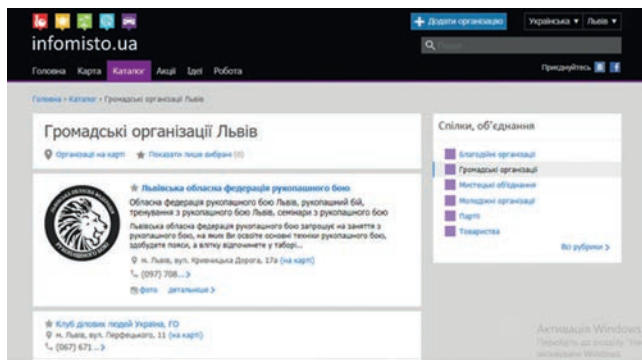 + Додати організацію
Українська ▼
Львів ▼
infomisto.ua
Головна
Карта
Каталог
Акції
Ідеї
Робота
Приєднуйтесь
Головна › Каталог › Громадські організації Львів
Громадські організації Львів
Організації на карті
Показати лише вибрані (0)
Львівська обласна федерація рукопашного бою
Обласна федерація рукопашного бою Львів, рукопашний бій,
тренування з рукопашного бою Львів, семінари з рукопашного бою
Львівська обласна федерація рукопашного бою запрошує на заняття з
рукопашного бою, на яких Ви освоїте основні техніки рукопашного бою,
здобудете пояси, а влітку відпочинете у таборі...
м. Львів, вул. Кривчицька Дорога, 17а (на карті)
(097) 708...›
фото
детальніше ›
Клуб ділових людей Україна, ГО
м. Львів, вул. Перфецького, 11 (на карті)
(067) 671...›
Спілки, об'єднання
Благодійні організації
Громадські організації
Мистецькі об'єднання
Молодіжні організації
Партії
Товариства
Всі рубрики ›
Активація Windows